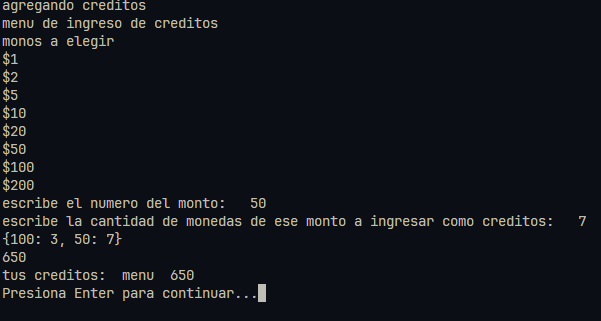 agregando creditos
menu de ingreso de creditos
monos a elegir
$1
$2
$5
$10
$20
$50
$100
$200
escribe el numero del monto:   50
escribe la cantidad de monedas de ese monto a ingresar como creditos:   7
{100: 3, 50: 7}
650
tus creditos:  menu  650
Presiona Enter para continuar...